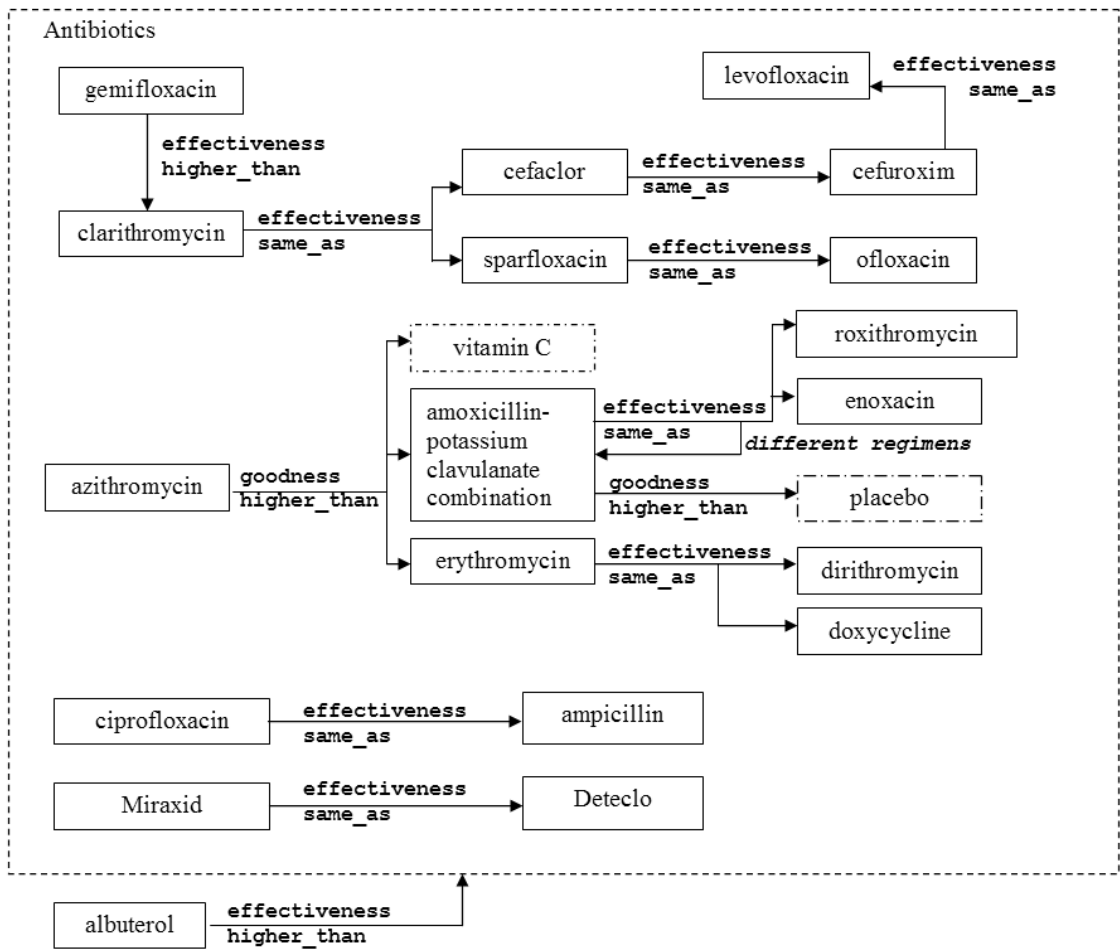 Antibiotics
gemifloxacin
levofloxacin
effectiveness
same_as
effectiveness
higher_than
cefaclor
effectiveness
same_as
cefuroxim
clarithromycin
effectiveness
same_as
sparfloxacin
effectiveness
same_as
ofloxacin
vitamin C
roxithromycin
amoxicillin-
potassium
clavulanate
combination
effectiveness
same_as
enoxacin
different regimens
azithromycin
goodness
higher_than
goodness
higher_than
placebo
erythromycin
effectiveness
same_as
dirithromycin
doxycycline
ciprofloxacin
effectiveness
same_as
ampicillin
Miraxid
effectiveness
same_as
Deteclo
albuterol
effectiveness
higher_than